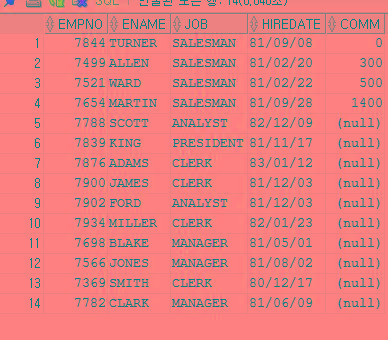 SQL | 인출된 모든 행: 14(0.046초)
EMPNO ENAME JOB HIREDATE COMM
1 7844 TURNER SALESMAN 81/09/08 0
2 7499 ALLEN SALESMAN 81/02/20 300
3 7521 WARD SALESMAN 81/02/22 500
4 7654 MARTIN SALESMAN 81/09/28 1400
5 7788 SCOTT ANALYST 82/12/09 (null)
6 7839 KING PRESIDENT 81/11/17 (null)
7 7876 ADAMS CLERK 83/01/12 (null)
8 7900 JAMES CLERK 81/12/03 (null)
9 7902 FORD ANALYST 81/12/03 (null)
10 7934 MILLER CLERK 82/01/23 (null)
11 7698 BLAKE MANAGER 81/05/01 (null)
12 7566 JONES MANAGER 81/08/02 (null)
13 7369 SMITH CLERK 80/12/17 (null)
14 7782 CLARK MANAGER 81/06/09 (null)